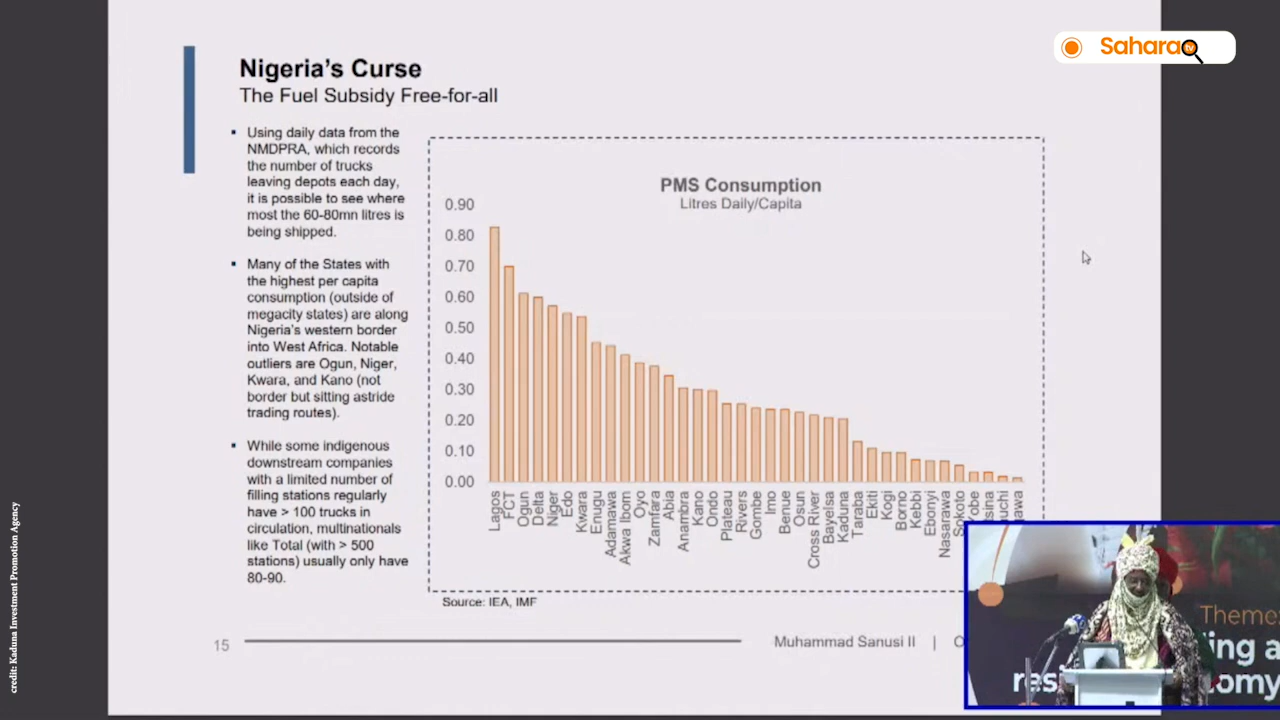 Sahara tv
Nigeria's Curse
The Fuel Subsidy Free-for-all
▪ Using daily data from the
NMDPRA, which records
the number of trucks
leaving depots each day,
it is possible to see where
most the 60-80mn litres is
being shipped.
▪ Many of the States with
the highest per capita
consumption (outside of
megacity states) are along
Nigeria's western border
into West Africa. Notable
outliers are Ogun, Niger,
Kwara, and Kano (not
border but sitting astride
trading routes).
▪ While some indigenous
downstream companies
with a limited number of
filling stations regularly
have > 100 trucks in
circulation, multinationals
like Total (with > 500
stations) usually only have
80-90.
PMS Consumption
Litres Daily/Capita
0.90
0.80
0.70
0.60
0.50
0.40
0.30
0.20
0.10
0.00
Lagos
FCT
Ogun
Delta
Niger
Edo
Kwara
Enugu
Adamawa
Akwa Ibom
Oyo
Zamfara
Abia
Anambra
Kano
Ondo
Plateau
Rivers
Gombe
Imo
Benue
Osun
Cross River
Bayelsa
Kaduna
Taraba
Ekiti
Kogi
Borno
Kebbi
Ebonyi
Nasarawa
Sokoto
Yobe
tsina
uchi
awa
Source: IEA, IMF
15
Muhammad Sanusi II | O
Theme:
ing a
res
omy
credit: Kaduna Investment Promotion Agency